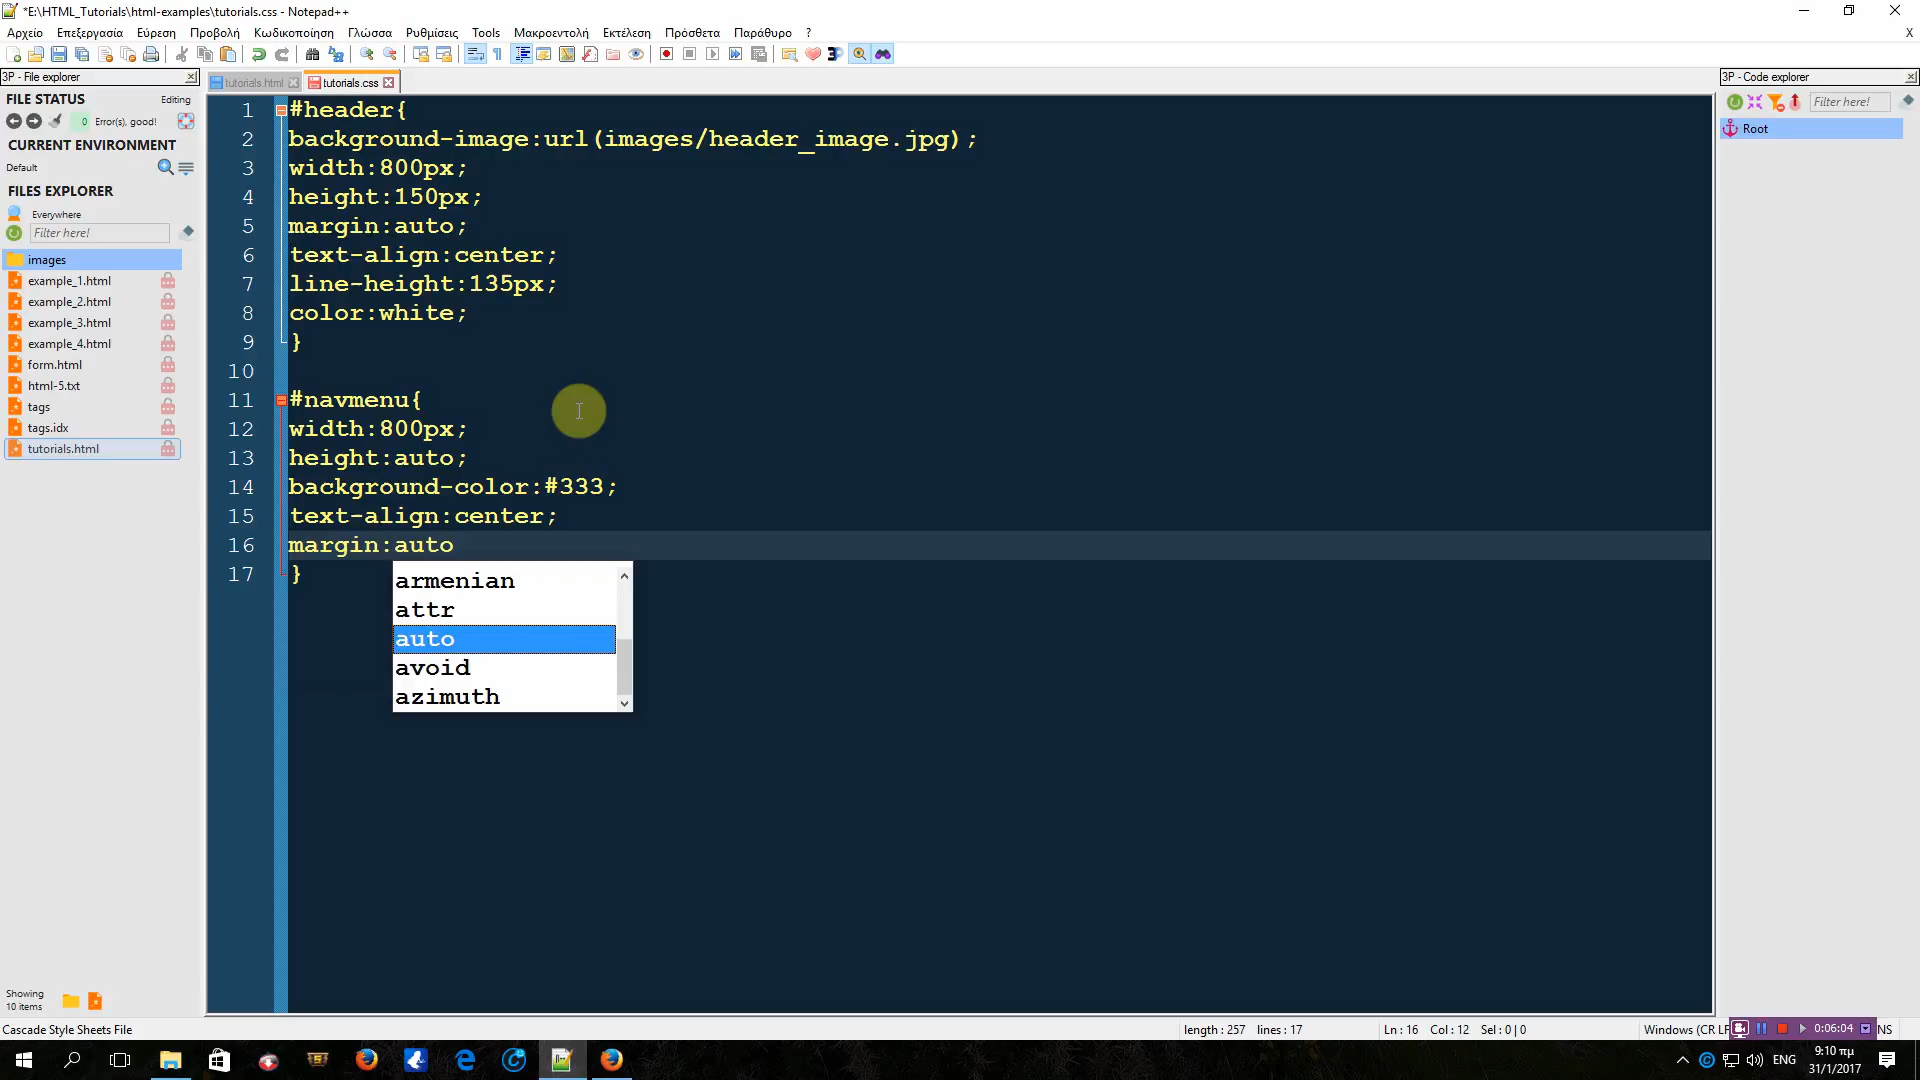 *E:\HTML_Tutorials\html-examples\tutorials.css - Notepad++
Αρχείο Επεξεργασία Εύρεση Προβολή Κωδικοποίηση Γλώσσα Ρυθμίσεις Tools Μακροεντολή Εκτέλεση Πρόσθετα Παράθυρο ? X
3P - File explorer
tutorials.html tutorials.css
3P - Code explorer
FILE STATUS Editing
0 Error(s), good!
CURRENT ENVIRONMENT
Default
FILES EXPLORER
Everywhere
Filter here!
images
example_1.html
example_2.html
example_3.html
example_4.html
form.html
html-5.txt
tags
tags.idx
tutorials.html
Showing
10 items
1 #header{
2 background-image:url(images/header_image.jpg);
3 width:800px;
4 height:150px;
5 margin:auto;
6 text-align:center;
7 line-height:135px;
8 color:white;
9 }
10
11 #navmenu{
12 width:800px;
13 height:auto;
14 background-color:#333;
15 text-align:center;
16 margin:auto
17 }
armenian
attr
auto
avoid
azimuth
Filter here!
Root
Cascade Style Sheets File length : 257 lines : 17 Ln : 16 Col : 12 Sel : 0 | 0 Windows (CR LF 0:06:04 NS
ENG
9:10 πμ
31/1/2017